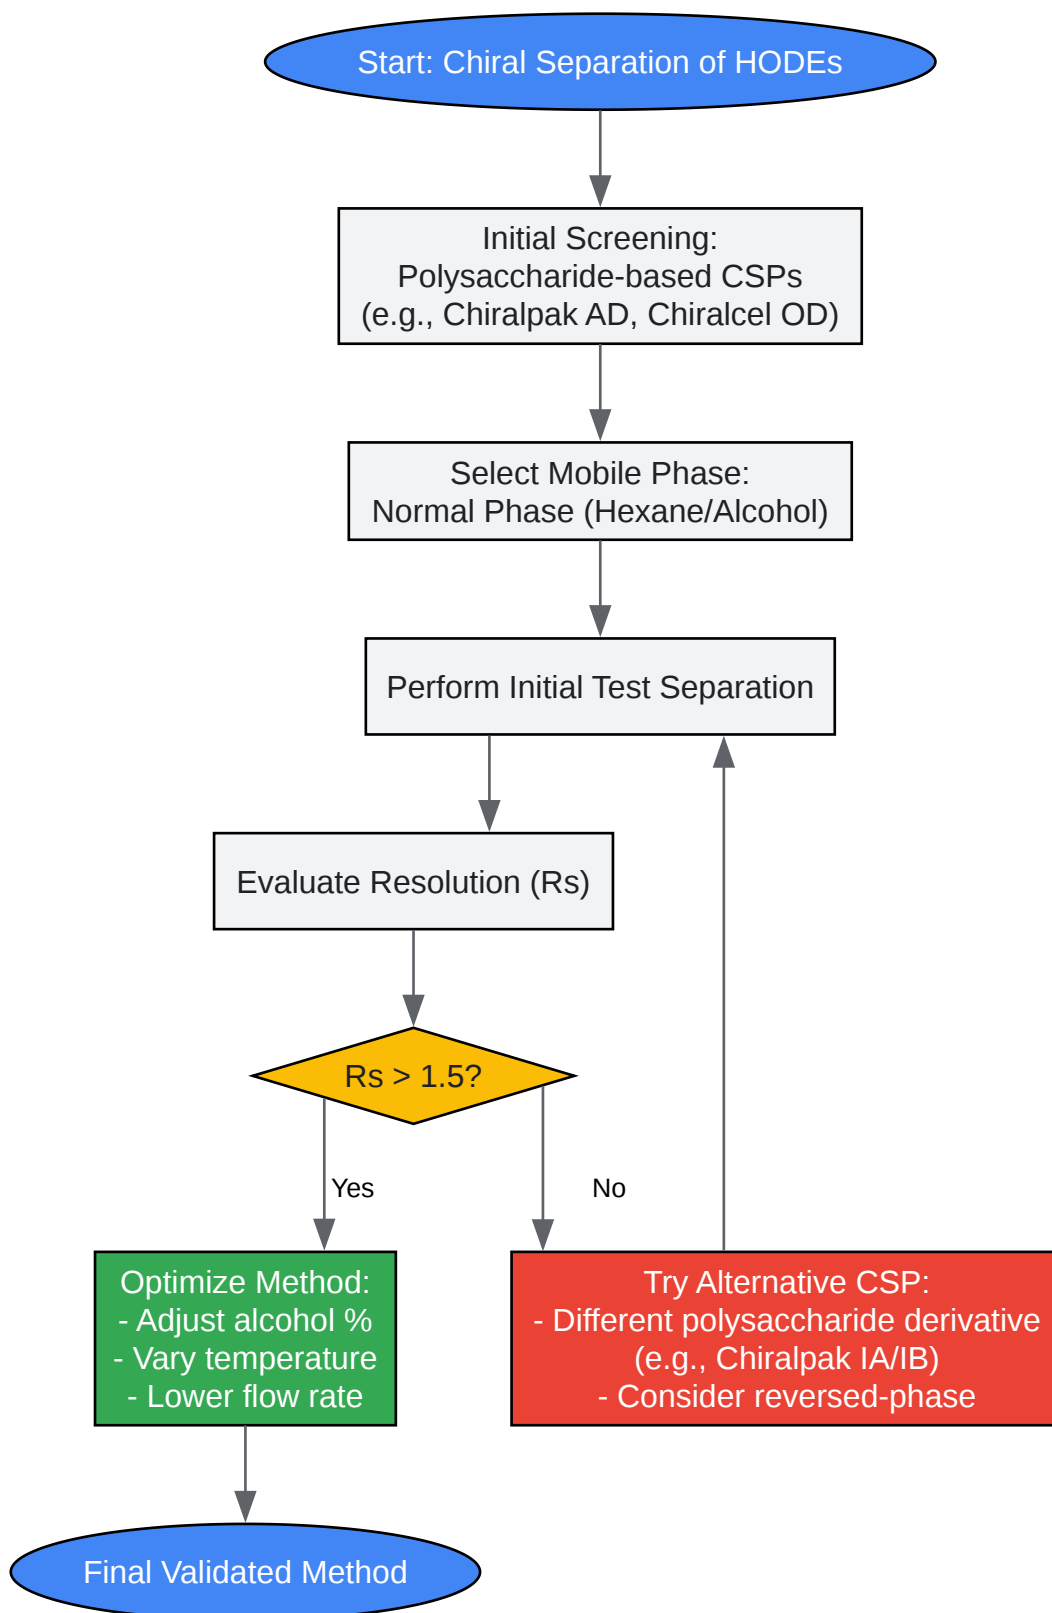 Start: Chiral Separation of HODEs
Initial Screening:
Polysaccharide-based CSPs
(e.g., Chiralpak AD, Chiralcel OD)
Select Mobile Phase:
Normal Phase (Hexane/Alcohol)
Perform Initial Test Separation
Evaluate Resolution (Rs)
Rs > 1.5?
Yes
No
Optimize Method:
- Adjust alcohol %
- Vary temperature
- Lower flow rate
Try Alternative CSP:
- Different polysaccharide derivative
(e.g., Chiralpak IA/IB)
- Consider reversed-phase
Final Validated Method